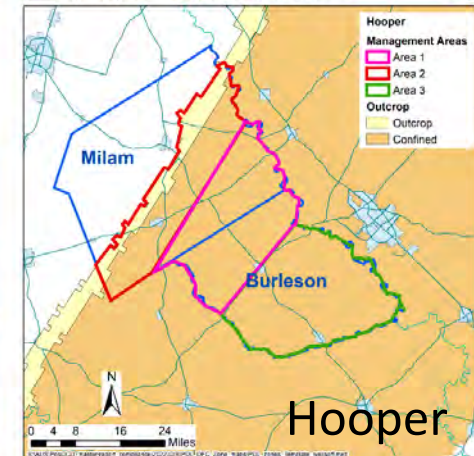 Hooper
Management Areas
Area 1
Area 2
Area 3
Outcrop
Outcrop
Confined
Milam
Burleson
N
Hooper
0 4 8 16 24
Miles